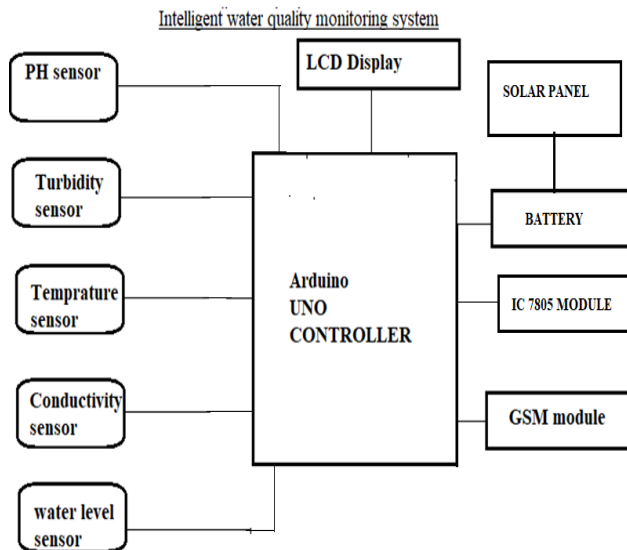 Intelligent water quality monitoring system
PH sensor
LCD Display
SOLAR PANEL
Turbidity
sensor
BATTERY
Temprature
sensor
Arduino
UNO
CONTROLLER
IC 7805 MODULE
Conductivity
sensor
GSM module
water level
sensor